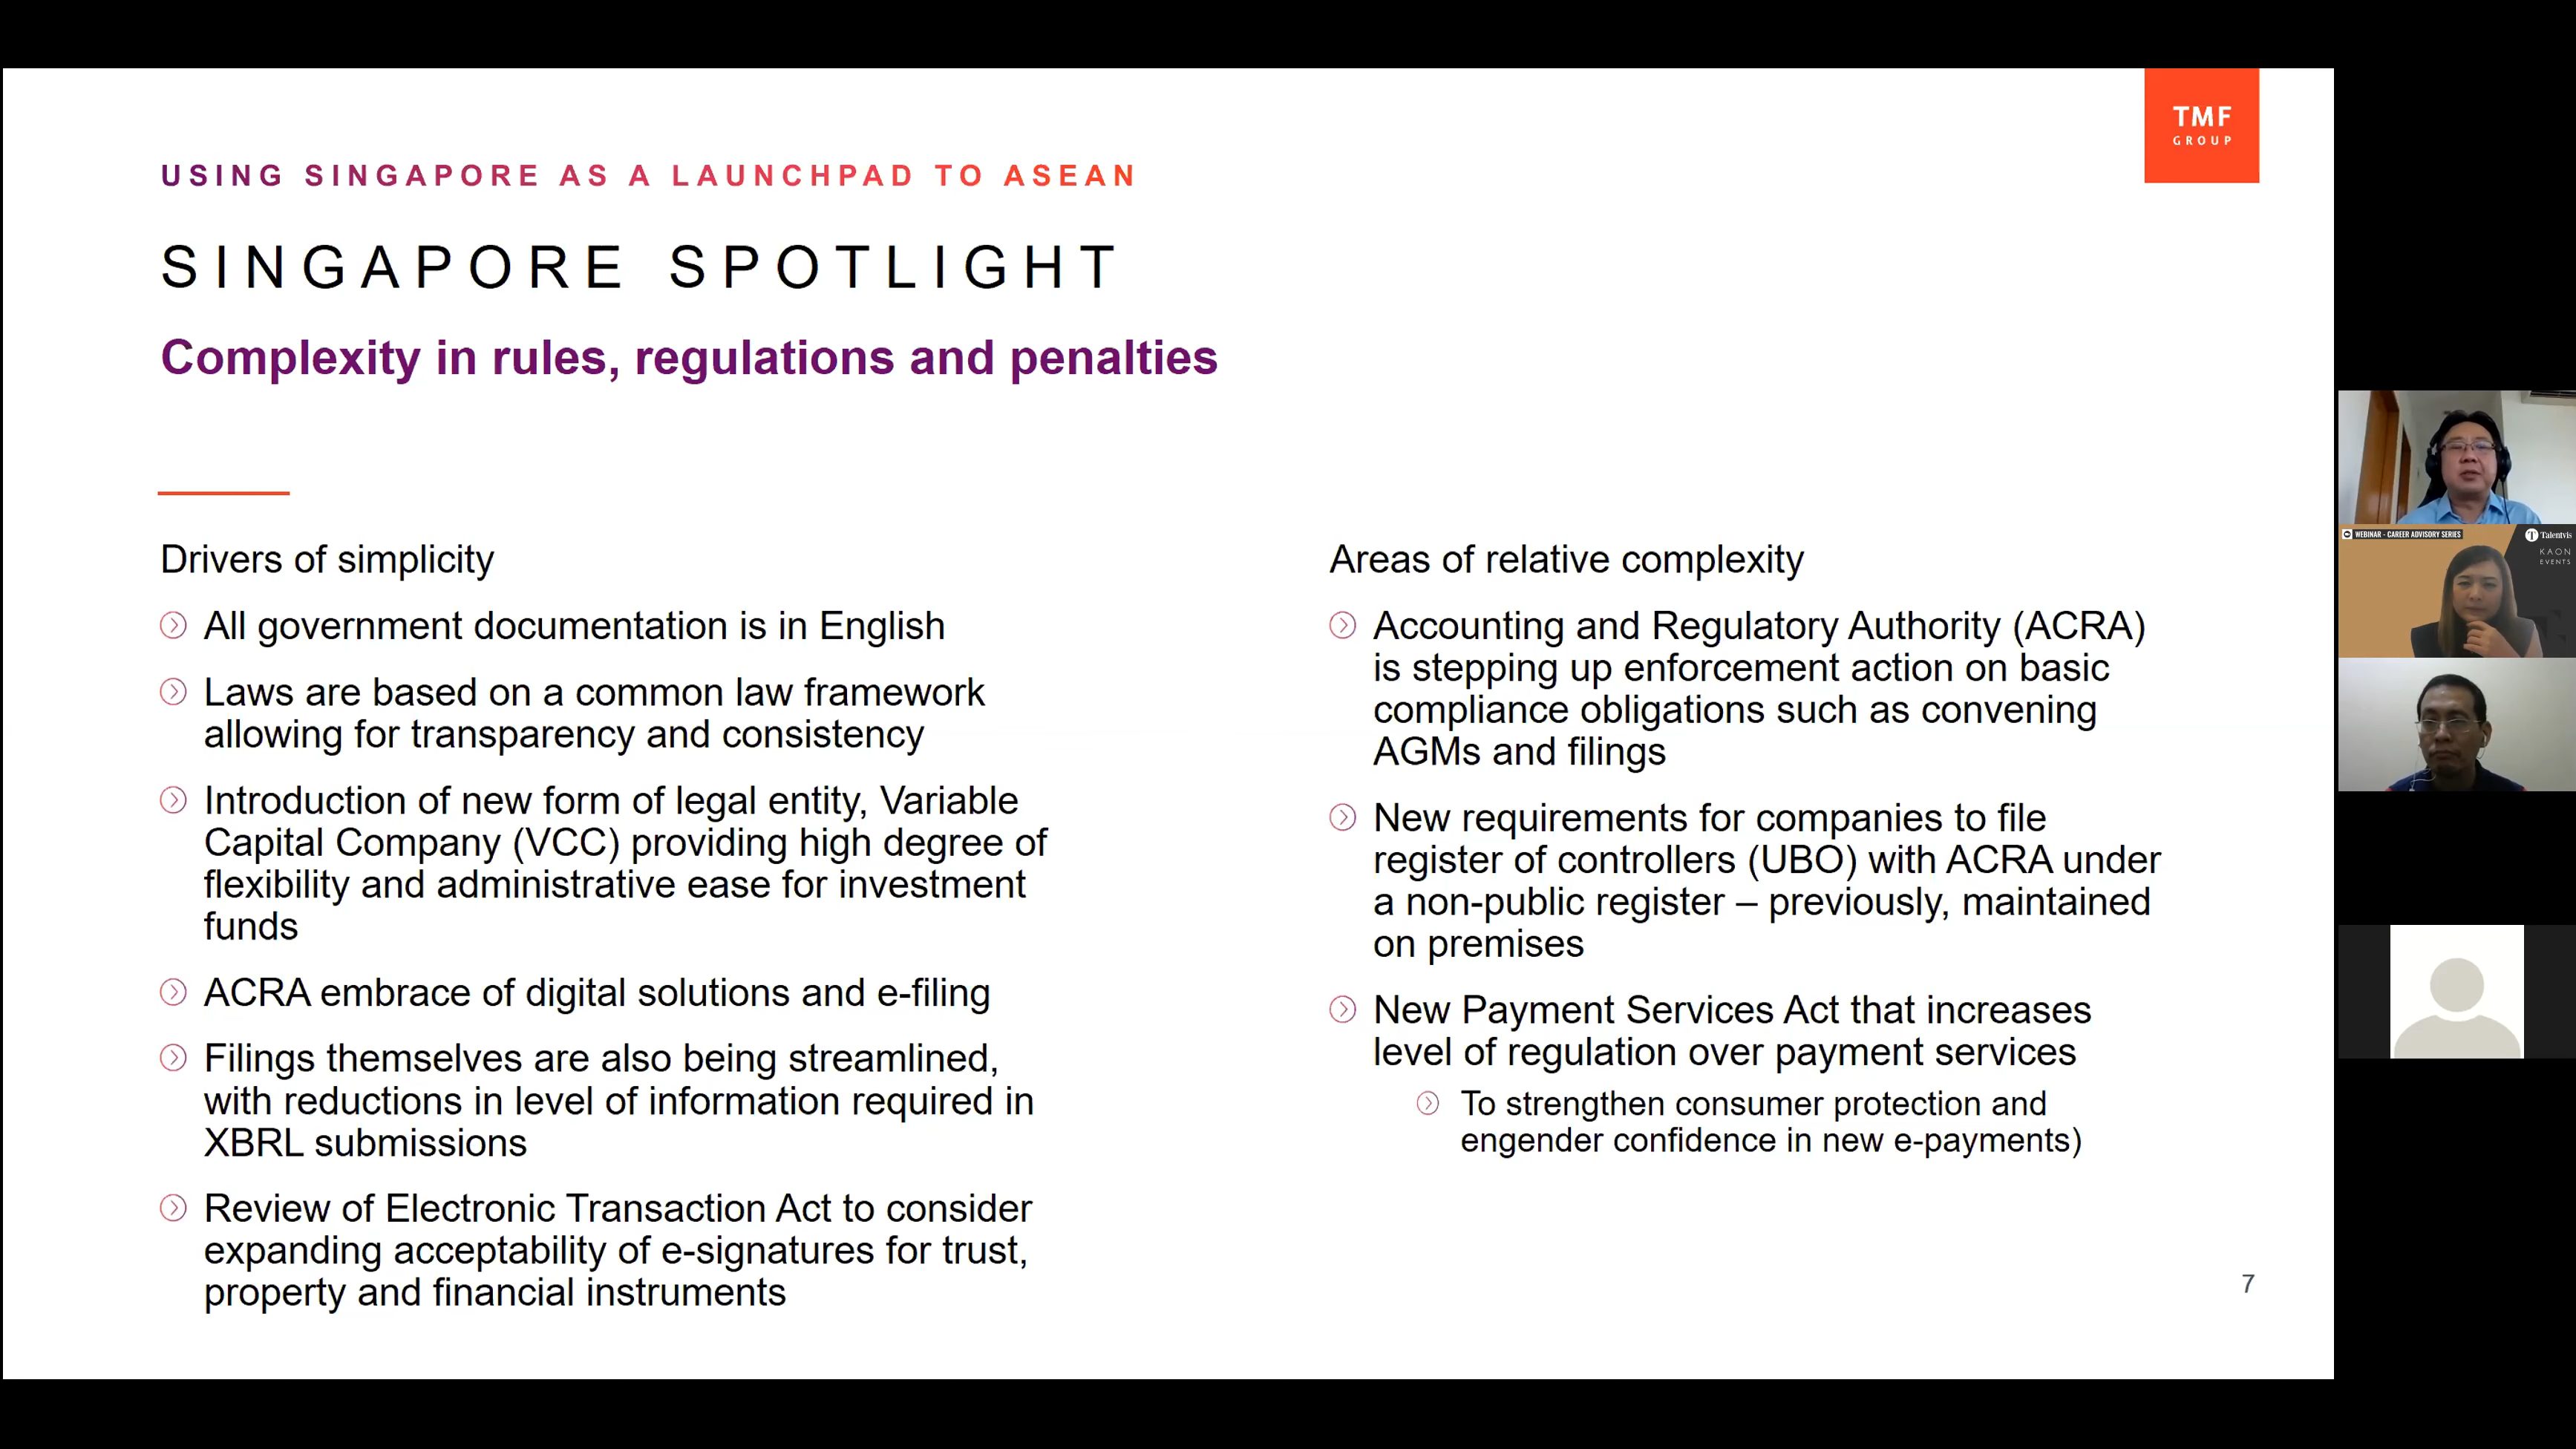 TMF
GROUP
USING SINGAPORE AS A LAUNCHPAD TO ASEAN
SINGAPORE SPOTLIGHT
Complexity in rules, regulations and penalties
Drivers of simplicity
All government documentation is in English
Laws are based on a common law framework
allowing for transparency and consistency
Introduction of new form of legal entity, Variable
Capital Company (VCC) providing high degree of
flexibility and administrative ease for investment
funds
ACRA embrace of digital solutions and e-filing
Filings themselves are also being streamlined,
with reductions in level of information required in
XBRL submissions
Review of Electronic Transaction Act to consider
expanding acceptability of e-signatures for trust,
property and financial instruments
Areas of relative complexity
Accounting and Regulatory Authority (ACRA)
is stepping up enforcement action on basic
compliance obligations such as convening
AGMs and filings
New requirements for companies to file
register of controllers (UBO) with ACRA under
a non-public register – previously, maintained
on premises
New Payment Services Act that increases
level of regulation over payment services
To strengthen consumer protection and
engender confidence in new e-payments)
7
WEBINAR - CAREER ADVISORY SERIES
Talentvis
KAON
EVENTS